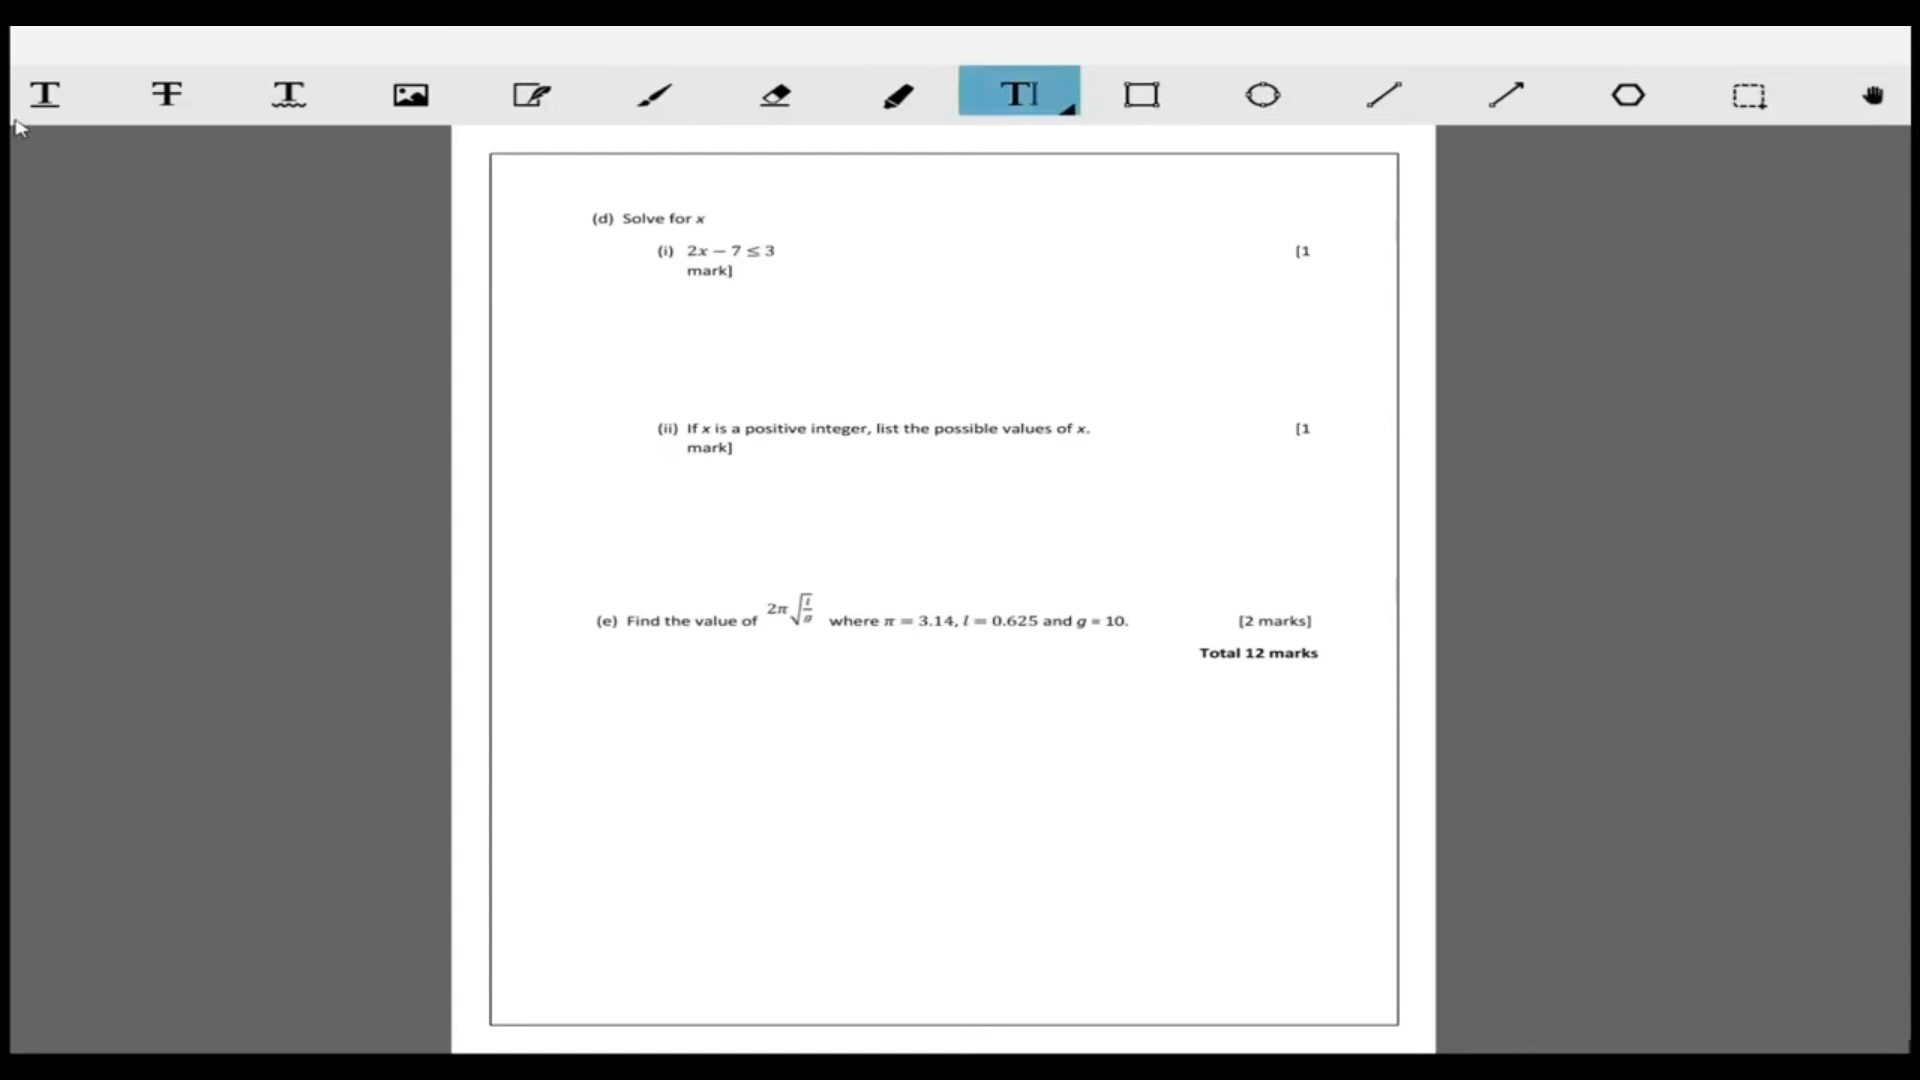 (d) Solve for x
(i) 2x − 7 ≤ 3 [1
mark]
(ii) If x is a positive integer, list the possible values of x. [1
mark]
(e) Find the value of 2π√(l/g) where π = 3.14, l = 0.625 and g = 10. [2 marks]
Total 12 marks